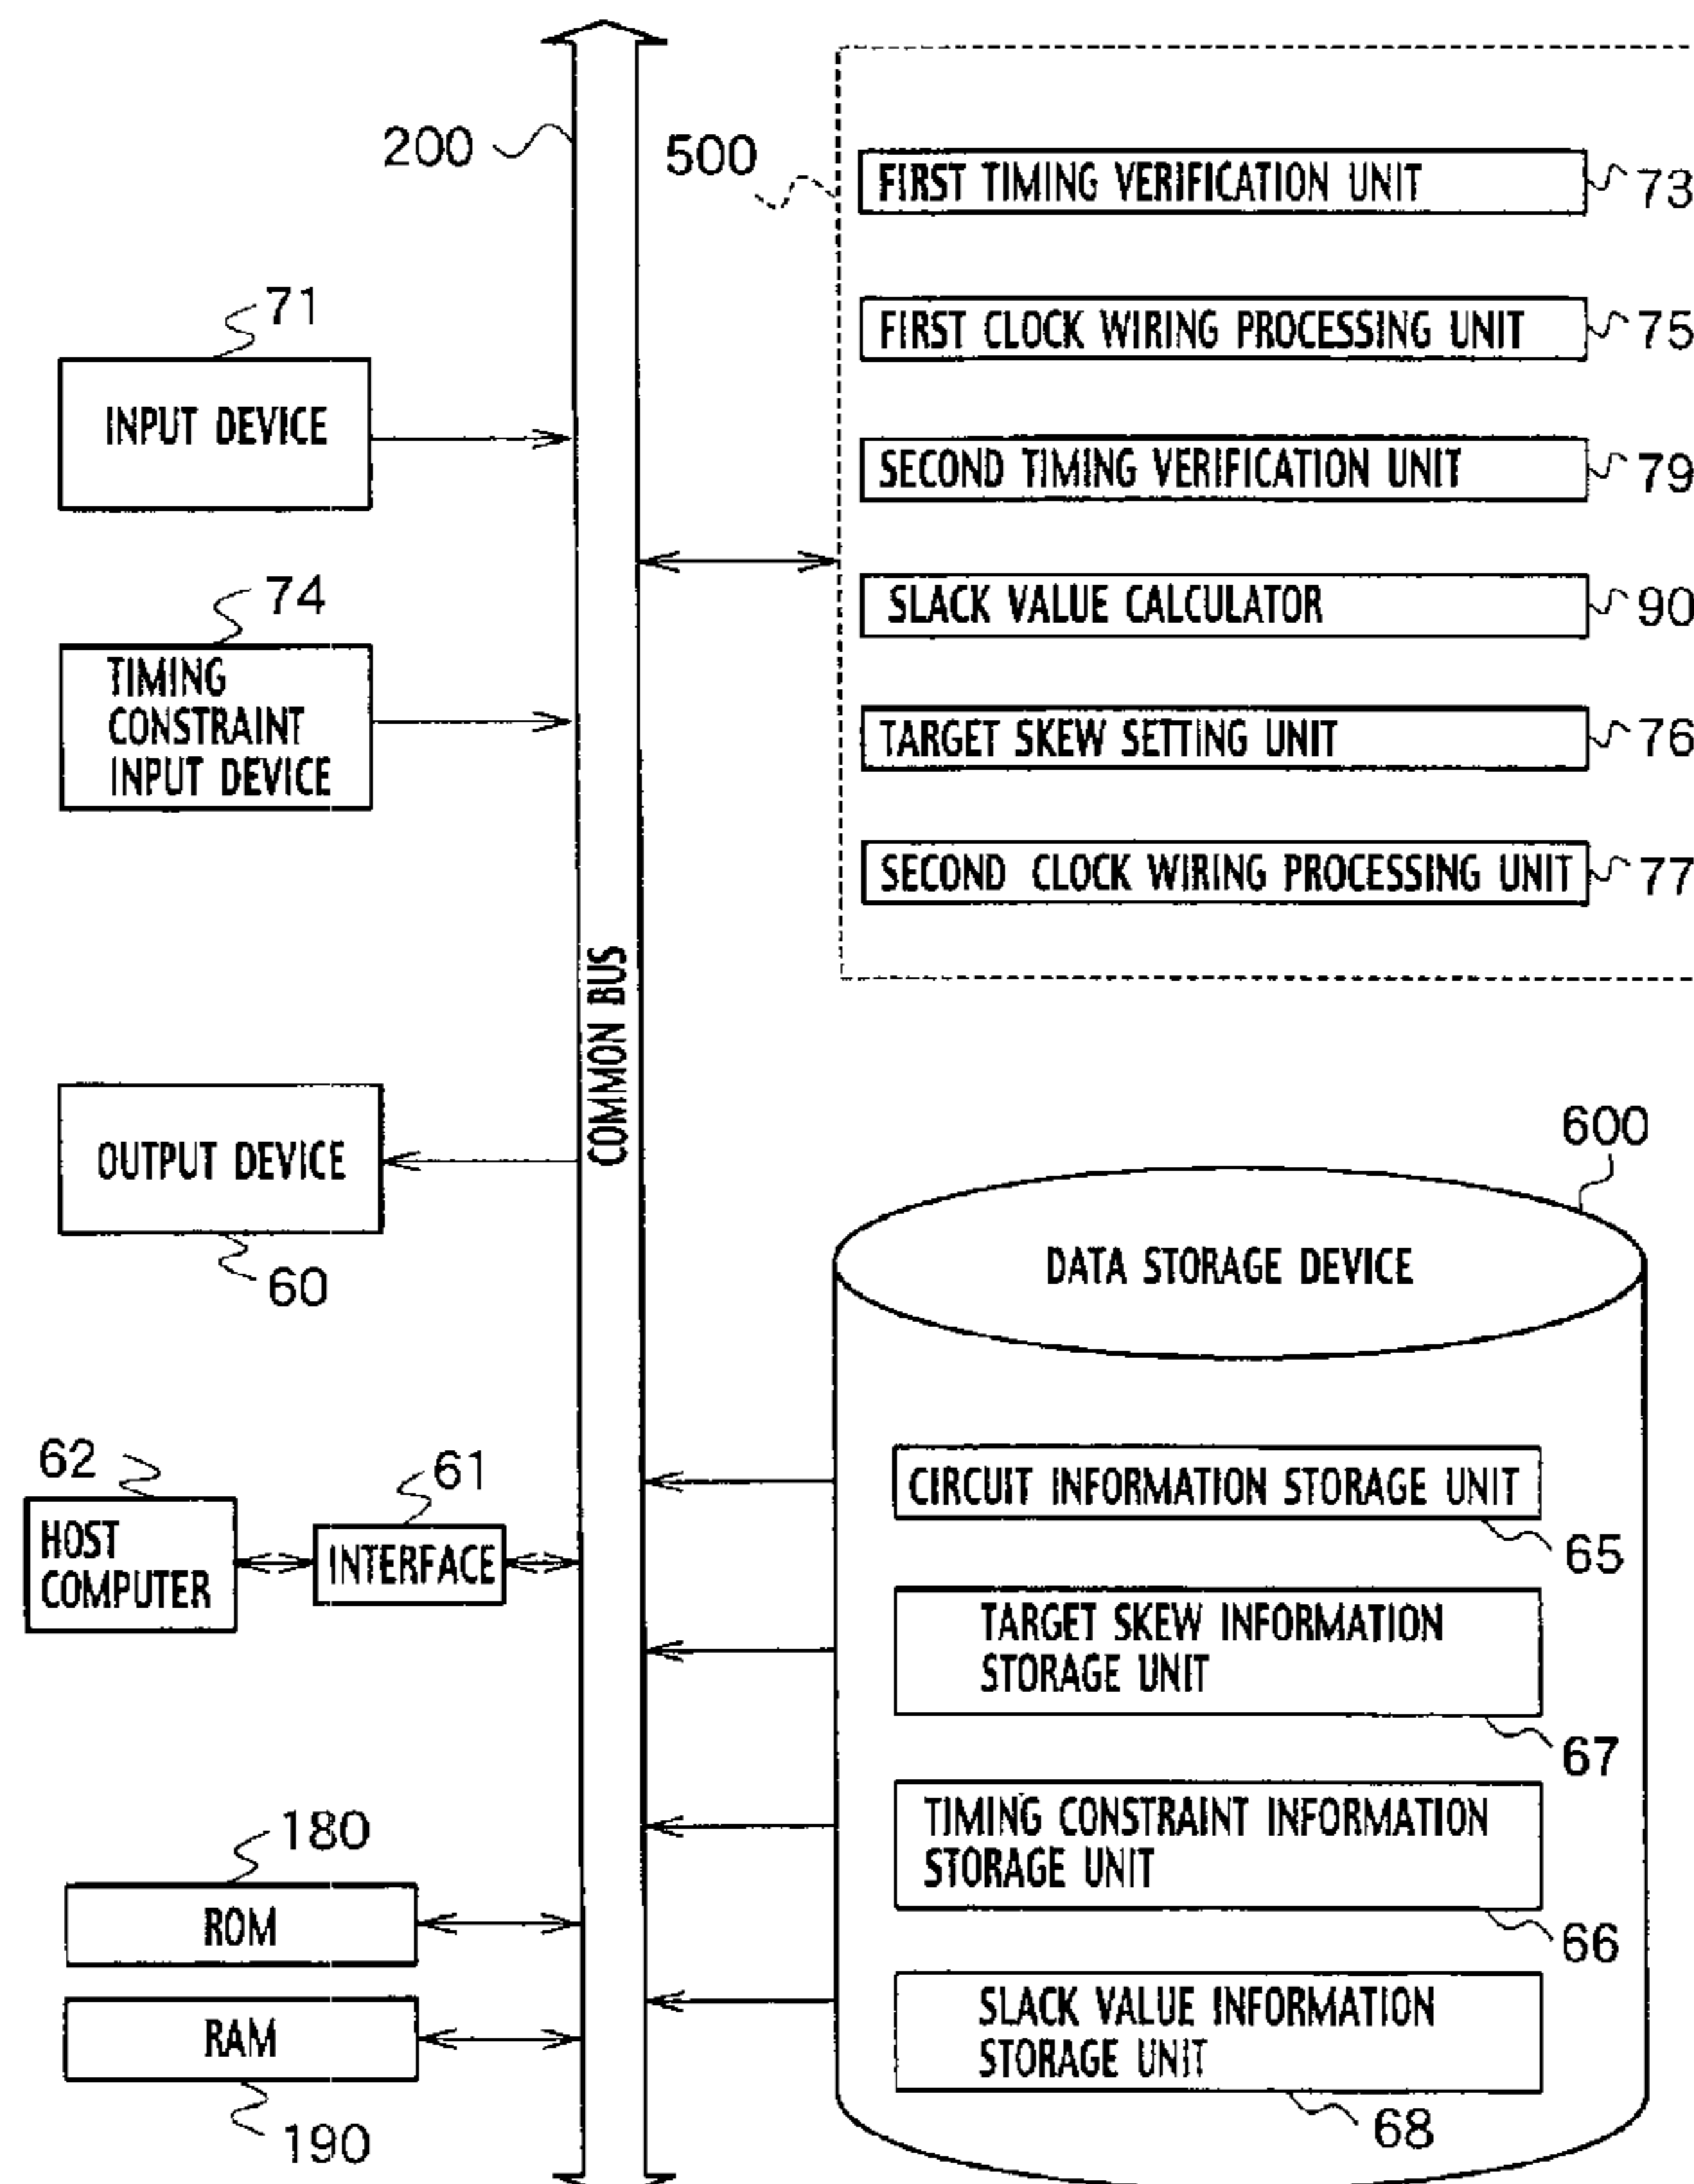 200
500
FIRST TIMING VERIFICATION UNIT
73
71
FIRST CLOCK WIRING PROCESSING UNIT
75
INPUT DEVICE
SECOND TIMING VERIFICATION UNIT
79
74
SLACK VALUE CALCULATOR
90
TIMING
CONSTRAINT
INPUT DEVICE
TARGET SKEW SETTING UNIT
76
SECOND CLOCK WIRING PROCESSING UNIT
77
COMMON BUS
OUTPUT DEVICE
60
600
DATA STORAGE DEVICE
62
61
HOST
COMPUTER
INTERFACE
CIRCUIT INFORMATION STORAGE UNIT
65
TARGET SKEW INFORMATION
STORAGE UNIT
67
TIMING CONSTRAINT INFORMATION
STORAGE UNIT
66
180
ROM
RAM
190
SLACK VALUE INFORMATION
STORAGE UNIT
68